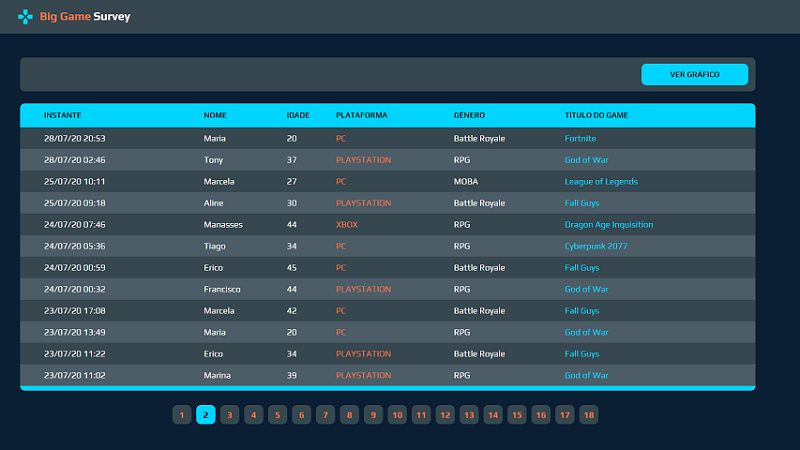 Big Game Survey
VER GRÁFICO
INSTANTE NOME IDADE PLATAFORMA GÊNERO TÍTULO DO GAME
28/07/20 20:53 Maria 20 PC Battle Royale Fortnite
28/07/20 02:46 Tony 37 PLAYSTATION RPG God of War
25/07/20 10:11 Marcela 27 PC MOBA League of Legends
25/07/20 09:18 Aline 30 PLAYSTATION Battle Royale Fall Guys
24/07/20 07:46 Manasses 44 XBOX RPG Dragon Age Inquisition
24/07/20 05:36 Tiago 34 PC RPG Cyberpunk 2077
24/07/20 00:59 Erico 45 PC Battle Royale Fall Guys
24/07/20 00:32 Francisco 44 PLAYSTATION RPG God of War
23/07/20 17:08 Marcela 42 PC Battle Royale Fall Guys
23/07/20 13:49 Maria 20 PC RPG God of War
23/07/20 11:22 Erico 34 PLAYSTATION Battle Royale Fall Guys
23/07/20 11:02 Marina 39 PLAYSTATION RPG God of War
1 2 3 4 5 6 7 8 9 10 11 12 13 14 15 16 17 18